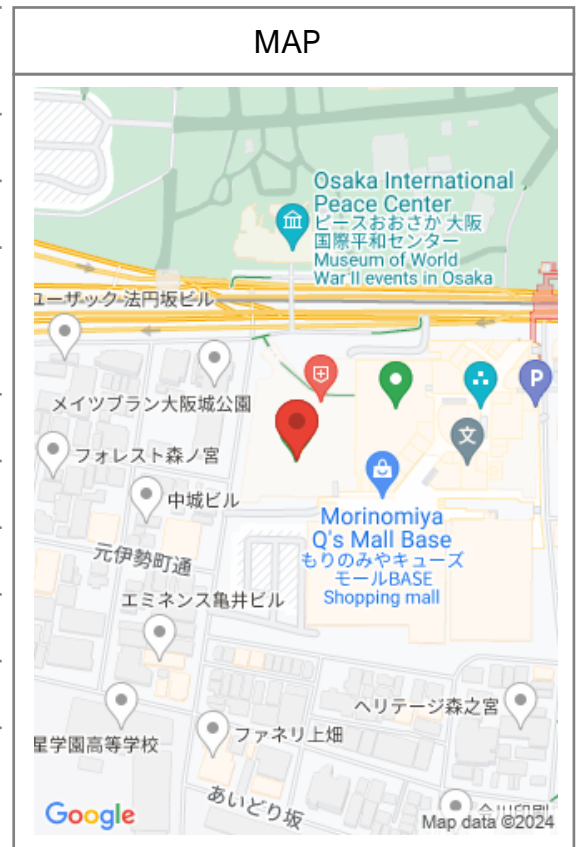 MAP
Osaka International
Peace Center
ピースおおさか 大阪
国際平和センター
Museum of World
War II events in Osaka
ユーザック 法円坂ビル
P
メイツブラン大阪城公園
文
フォレスト森ノ宮
中城ビル
Morinomiya
Q's Mall Base
もりのみやキューズ
モールBASE
Shopping mall
元伊勢町通
エミネンス亀井ビル
ヘリテージ森之宮
星学園高等学校
ファネリ上畑
あいどり坂
Google
Map data ©2024